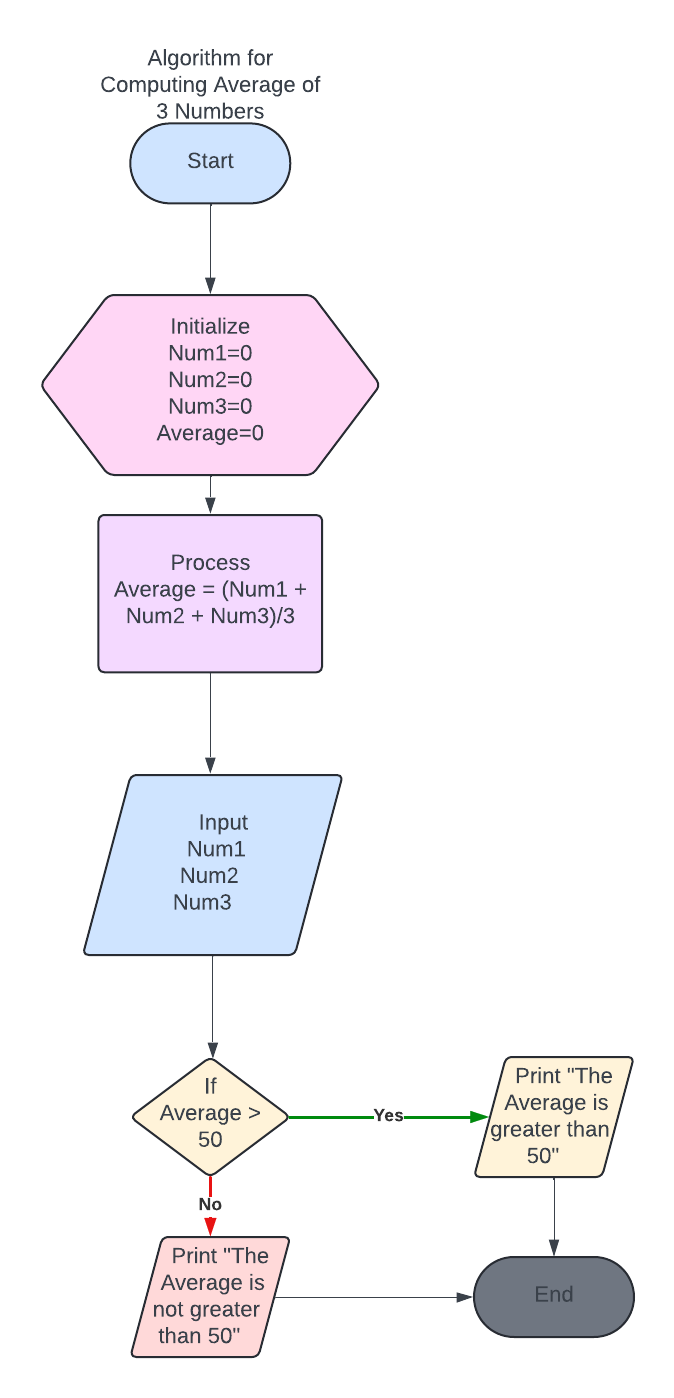 Algorithm for
Computing Average of
3 Numbers
Start
Initialize
Num1=0
Num2=0
Num3=0
Average=0
Process
Average = (Num1 +
Num2 + Num3)/3
Input
Num1
Num2
Num3
If
Average >
50
Yes
Print "The
Average is
greater than
50"
No
Print "The
Average is
not greater
than 50"
End